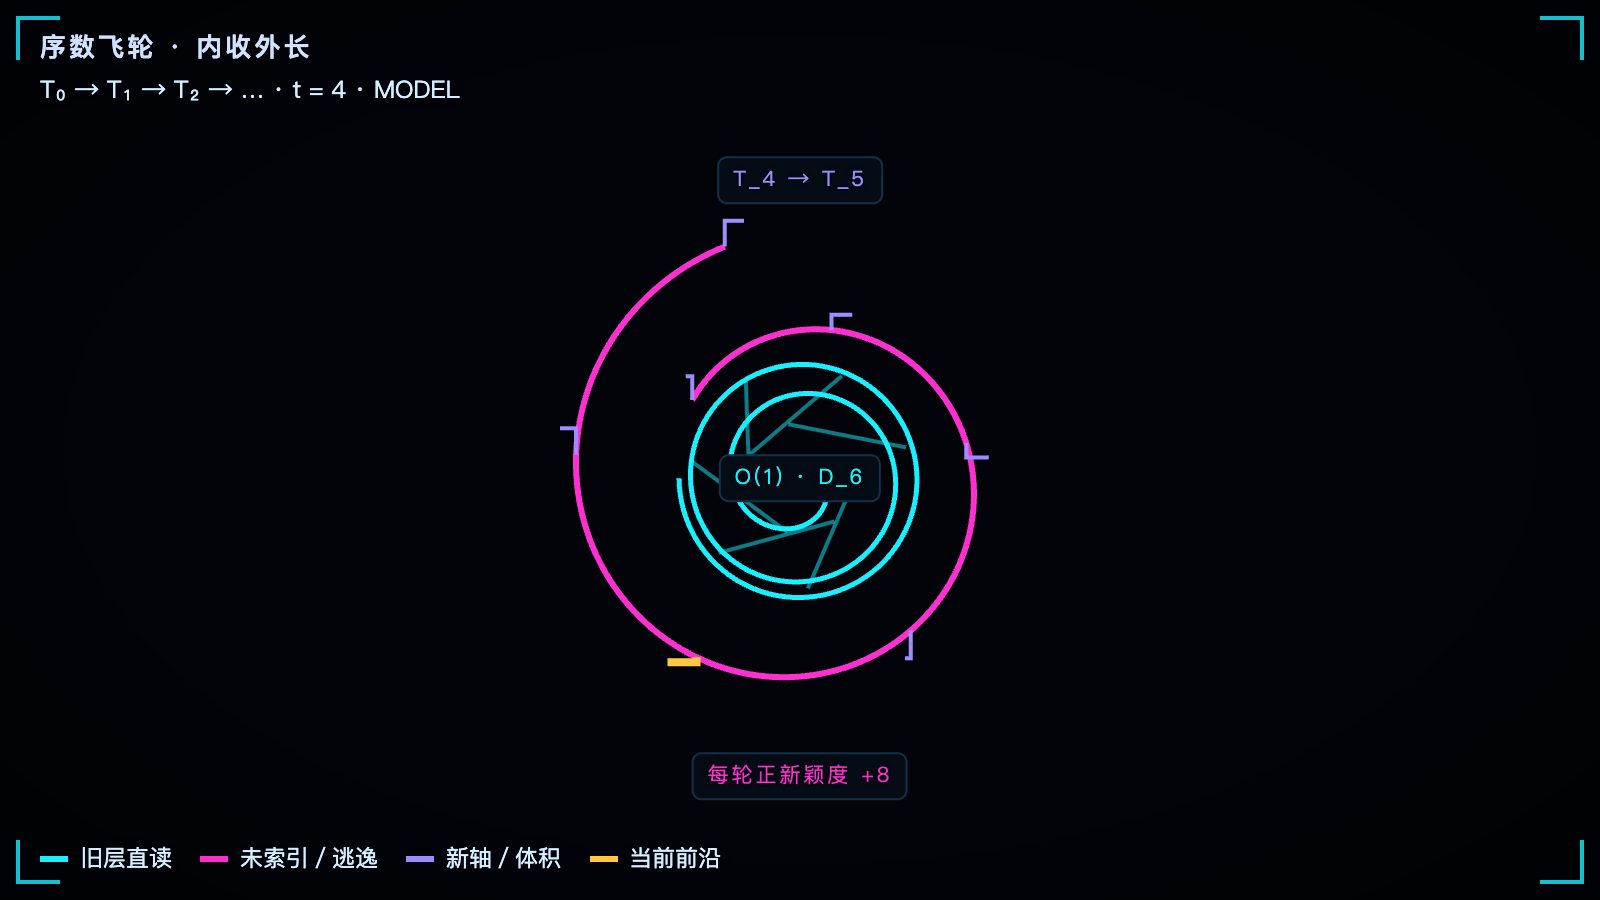 序数飞轮 · 内收外长
T₀ → T₁ → T₂ → … · t = 4 · MODEL
T_4 → T_5
O(1) · D_6
每轮正新颖度 +8
旧层直读 未索引 / 逃逸 新轴 / 体积 当前前沿